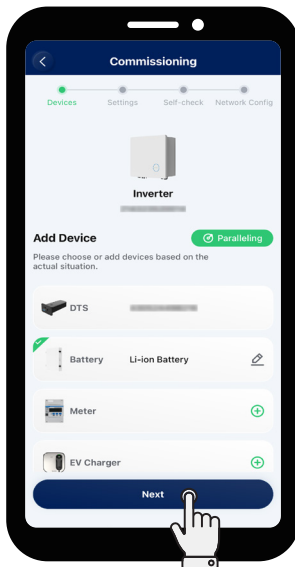 Commissioning
Devices Settings Self-check Network Config
Inverter
Add Device
Paralleling
Please choose or add devices based on the
actual situation.
DTS
Battery Li-ion Battery
Meter
EV Charger
Next